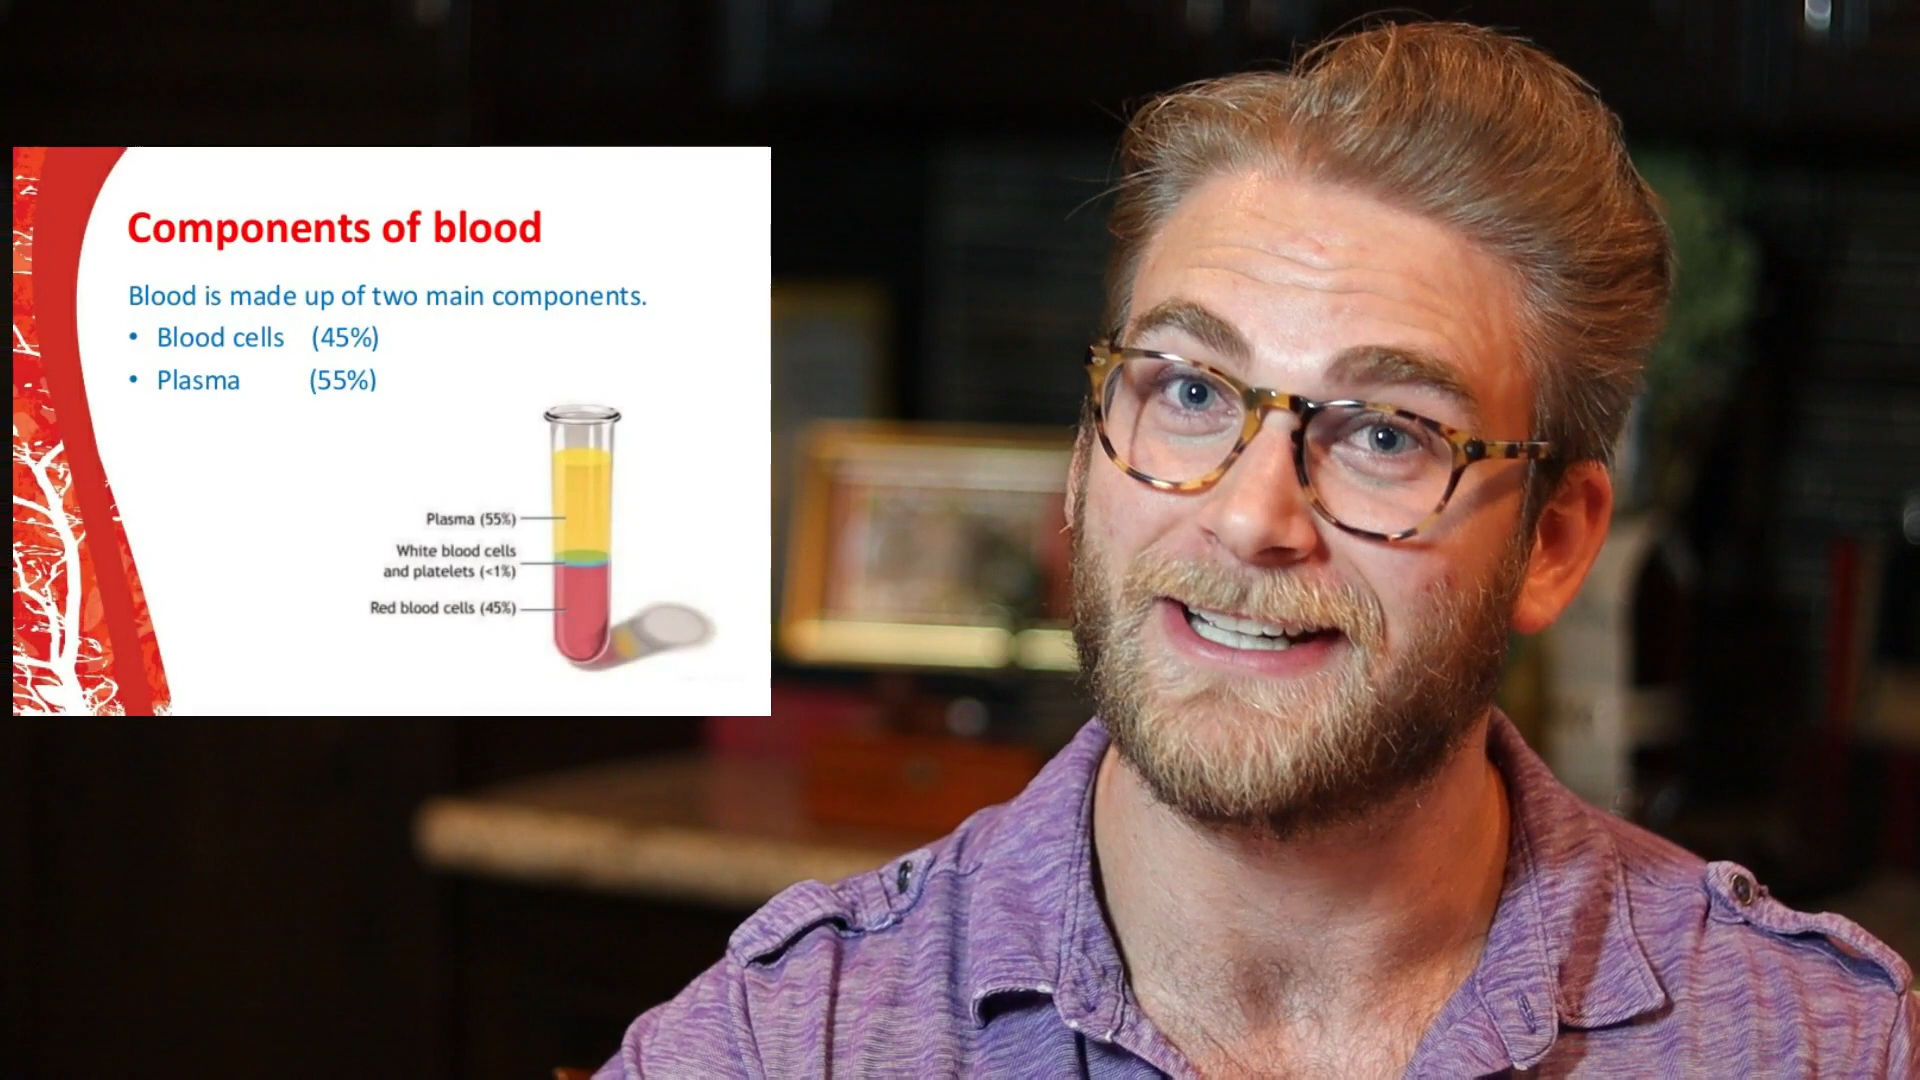 Components of blood
Blood is made up of two main components.
• Blood cells (45%)
• Plasma (55%)
Plasma (55%)
White blood cells
and platelets (<1%)
Red blood cells (45%)